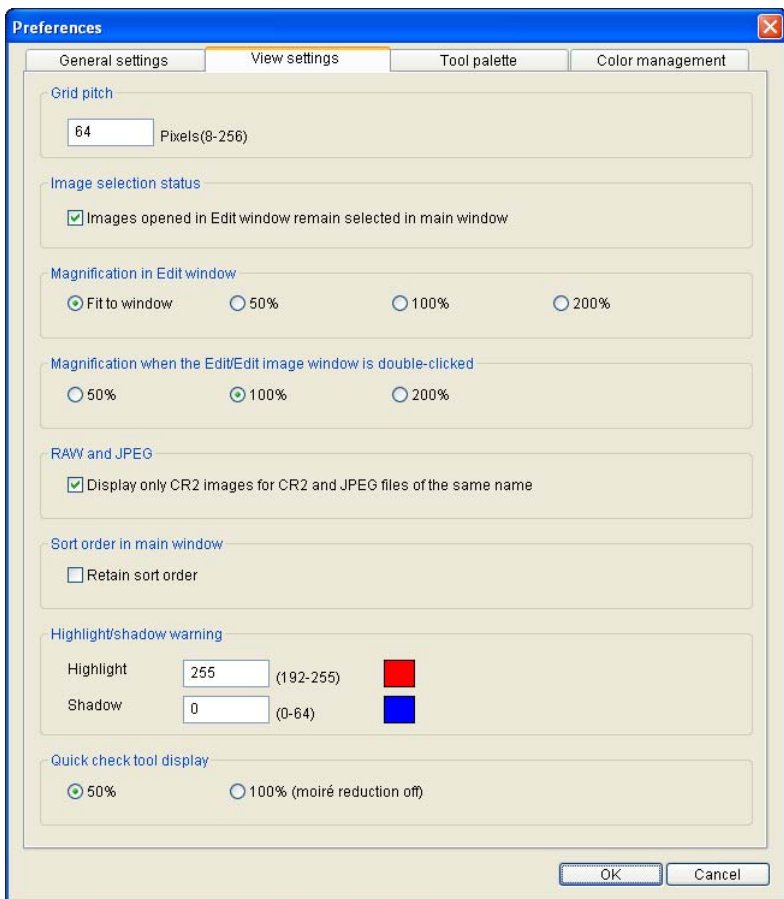 Preferences
General settings View settings Tool palette Color management
Grid pitch
64 Pixels(8-256)
Image selection status
Images opened in Edit window remain selected in main window
Magnification in Edit window
Fit to window 50% 100% 200%
Magnification when the Edit/Edit image window is double-clicked
50% 100% 200%
RAW and JPEG
Display only CR2 images for CR2 and JPEG files of the same name
Sort order in main window
Retain sort order
Highlight/shadow warning
Highlight 255 (192-255)
Shadow 0 (0-64)
Quick check tool display
50% 100% (moiré reduction off)
OK Cancel